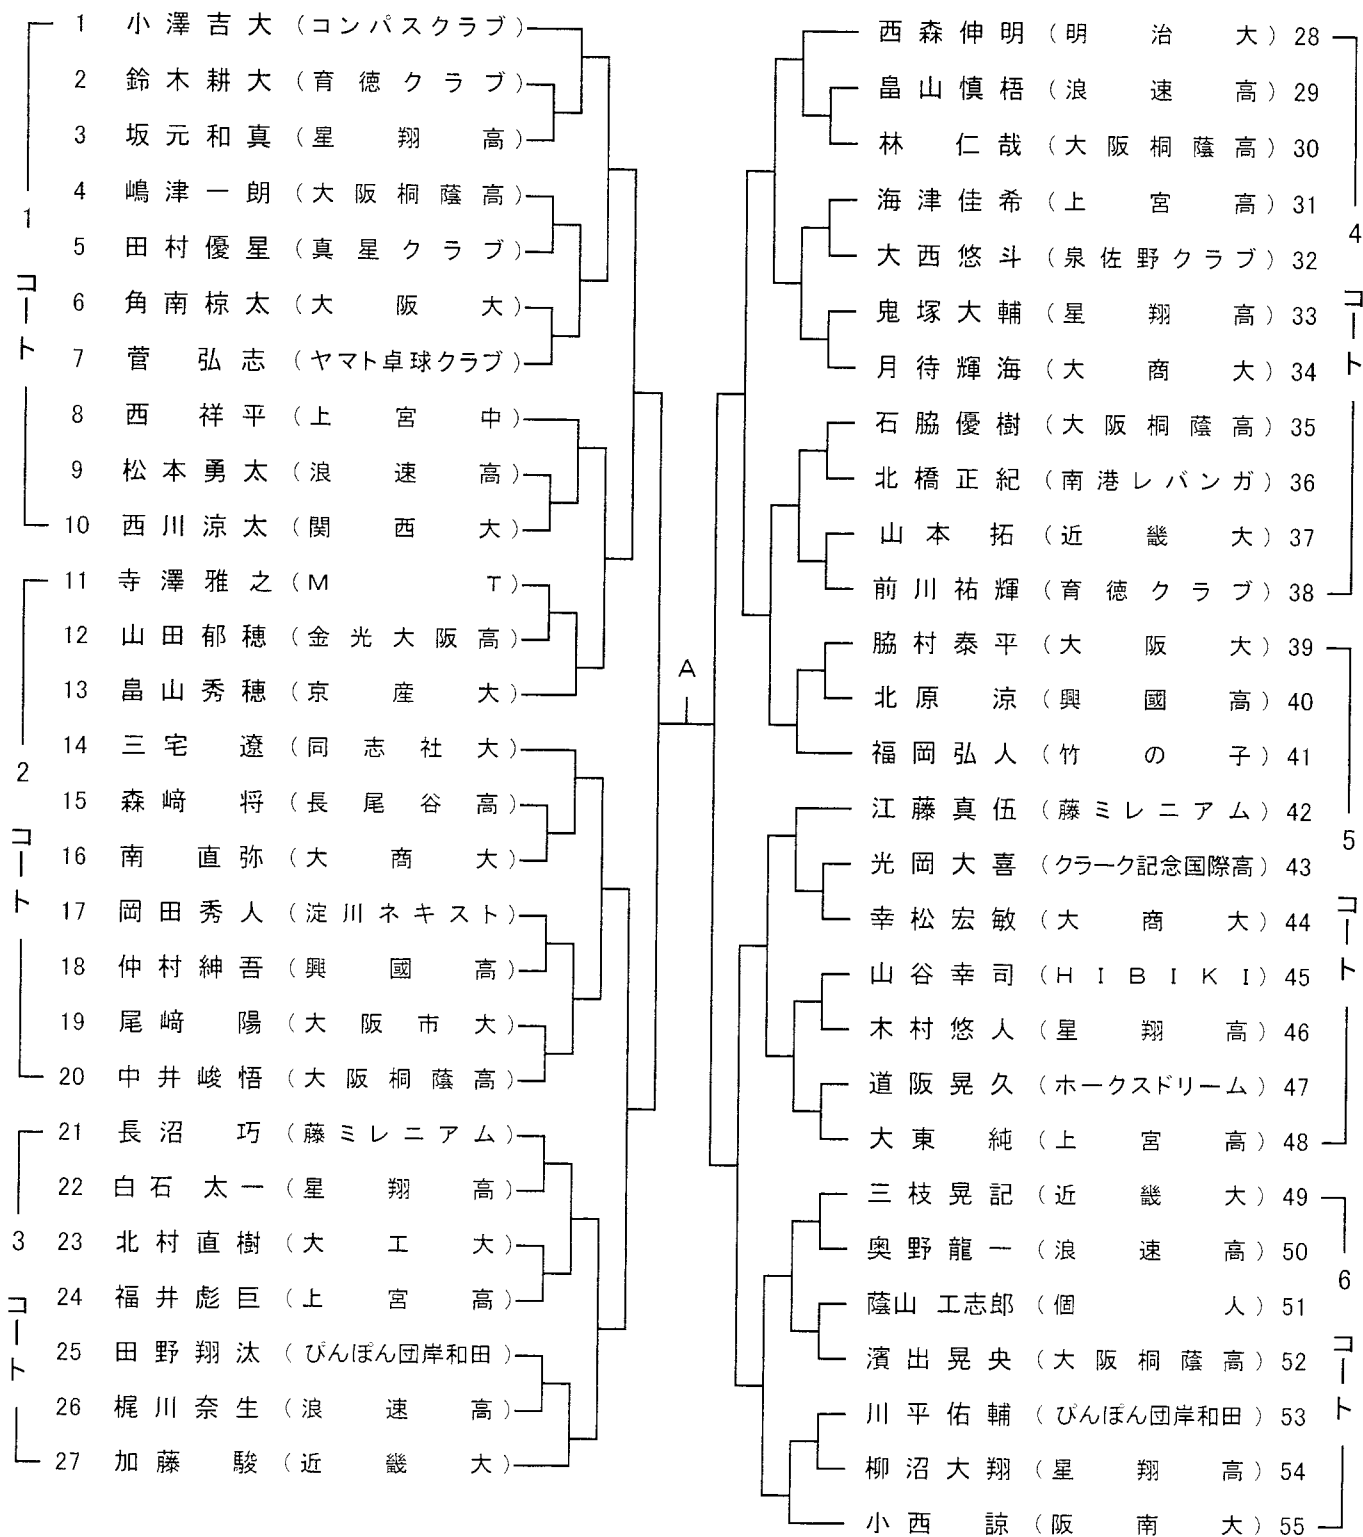 1 小澤吉大 (コンパスクラブ)
2 鈴木耕大 (育徳クラブ)
3 坂元和真 (星翔高)
4 嶋津一朗 (大阪桐蔭高)
5 田村優星 (真星クラブ)
6 角南椋太 (大阪大)
7 菅弘志 (ヤマト卓球クラブ)
8 西祥平 (上宮中)
9 松本勇太 (浪速高)
10 西川涼太 (関西大)
1コート
11 寺澤雅之 (MT)
12 山田郁穂 (金光大阪高)
13 畠山秀穂 (京産大)
14 三宅遼 (同志社大)
15 森﨑将 (長尾谷高)
16 南直弥 (大商大)
17 岡田秀人 (淀川ネキスト)
18 仲村紳吾 (興國高)
19 尾﨑陽 (大阪市大)
20 中井峻悟 (大阪桐蔭高)
2コート
21 長沼巧 (藤ミレニアム)
22 白石太一 (星翔高)
23 北村直樹 (大工大)
24 福井彪巨 (上宮高)
25 田野翔汰 (ぴんぽん団岸和田)
26 梶川奈生 (浪速高)
27 加藤駿 (近畿大)
3コート
A
西森伸明 (明治大) 28
畠山慎梧 (浪速高) 29
林仁哉 (大阪桐蔭高) 30
海津佳希 (上宮高) 31
大西悠斗 (泉佐野クラブ) 32
鬼塚大輔 (星翔高) 33
月待輝海 (大商大) 34
石脇優樹 (大阪桐蔭高) 35
北橋正紀 (南港レバンガ) 36
山本拓 (近畿大) 37
前川祐輝 (育徳クラブ) 38
4コート
脇村泰平 (大阪大) 39
北原涼 (興國高) 40
福岡弘人 (竹の子) 41
江藤真伍 (藤ミレニアム) 42
光岡大喜 (クラーク記念国際高) 43
幸松宏敏 (大商大) 44
山谷幸司 (HIBIKI) 45
木村悠人 (星翔高) 46
道阪晃久 (ホークスドリーム) 47
大東純 (上宮高) 48
5コート
三枝晃記 (近畿大) 49
奥野龍一 (浪速高) 50
蔭山工志郎 (個人) 51
濱出晃央 (大阪桐蔭高) 52
川平佑輔 (ぴんぽん団岸和田) 53
柳沼大翔 (星翔高) 54
小西諒 (阪南大) 55
6コート